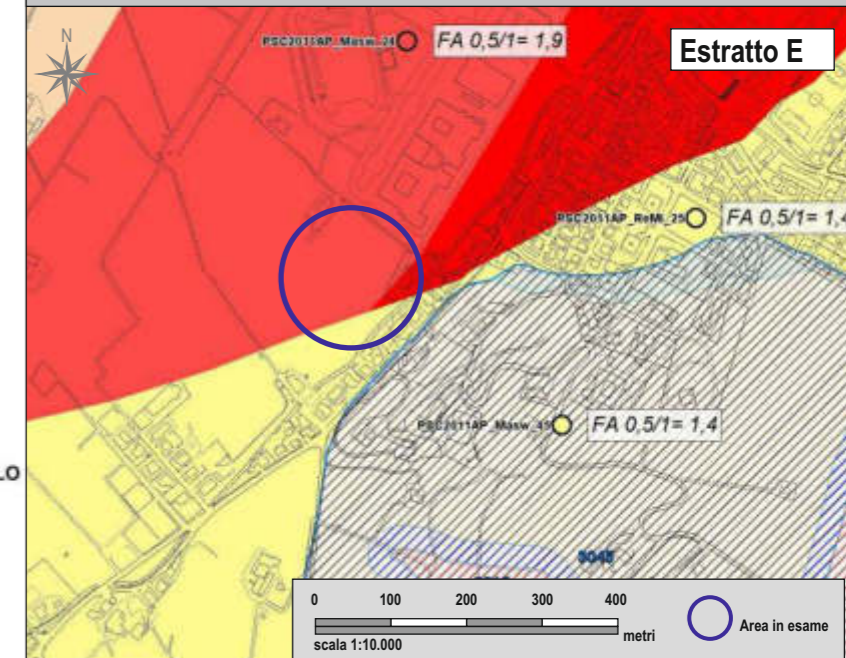 N
PSC2011AP_Masw_24
FA 0,5/1= 1,9
Estratto E
PSC2011AP_ReMi_25
FA 0,5/1= 1,4
PSC2011AP_Masw_45
FA 0,5/1= 1,4
LO
3045
0 100 200 300 400
metri
scala 1:10.000
Area in esame